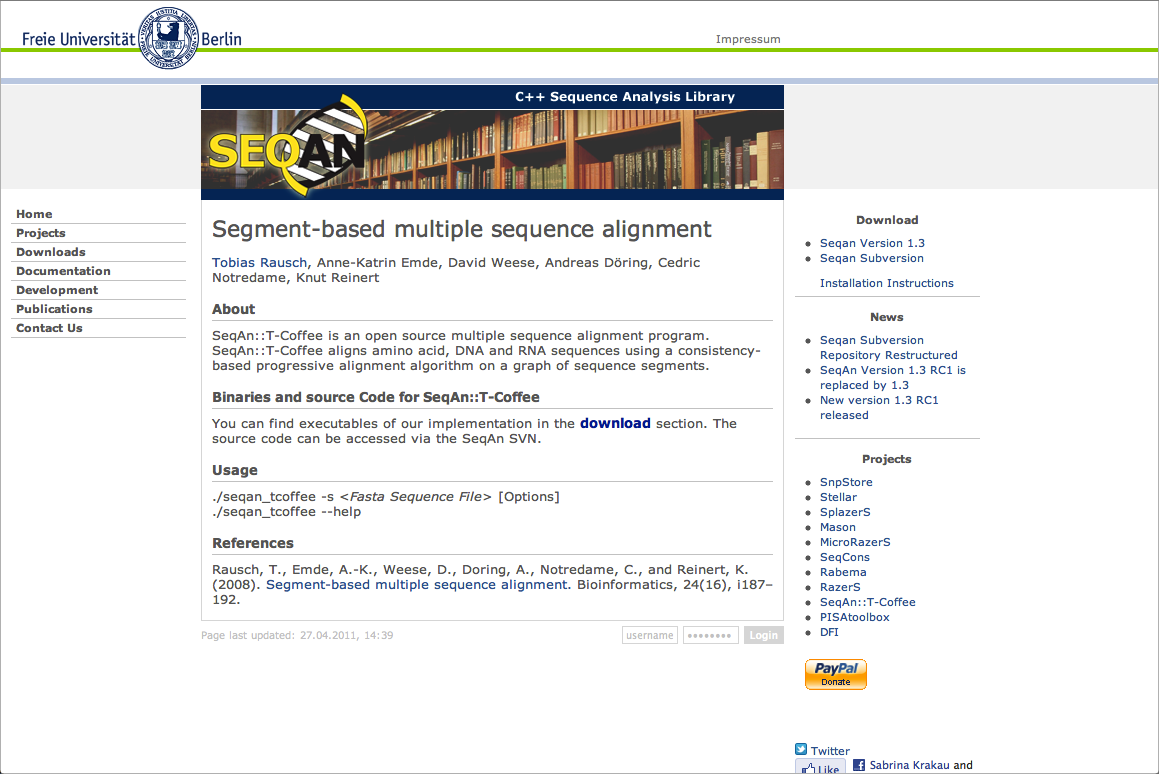 Freie Universität Berlin
Impressum
C++ Sequence Analysis Library
SEQAN
Home
Projects
Downloads
Documentation
Development
Publications
Contact Us
Segment-based multiple sequence alignment
Tobias Rausch, Anne-Katrin Emde, David Weese, Andreas Döring, Cedric
Notredame, Knut Reinert
About
SeqAn::T-Coffee is an open source multiple sequence alignment program.
SeqAn::T-Coffee aligns amino acid, DNA and RNA sequences using a consistency-
based progressive alignment algorithm on a graph of sequence segments.
Binaries and source Code for SeqAn::T-Coffee
You can find executables of our implementation in the download section. The
source code can be accessed via the SeqAn SVN.
Usage
./seqan_tcoffee -s <Fasta Sequence File> [Options]
./seqan_tcoffee --help
References
Rausch, T., Emde, A.-K., Weese, D., Doring, A., Notredame, C., and Reinert, K.
(2008). Segment-based multiple sequence alignment. Bioinformatics, 24(16), i187–
192.
Page last updated: 27.04.2011, 14:39
username
Login
Download
Seqan Version 1.3
Seqan Subversion
Installation Instructions
News
Seqan Subversion
Repository Restructured
SeqAn Version 1.3 RC1 is
replaced by 1.3
New version 1.3 RC1
released
Projects
SnpStore
Stellar
SplazerS
Mason
MicroRazerS
SeqCons
Rabema
RazerS
SeqAn::T-Coffee
PISAtoolbox
DFI
PayPal
Donate
Twitter
Like
Sabrina Krakau and